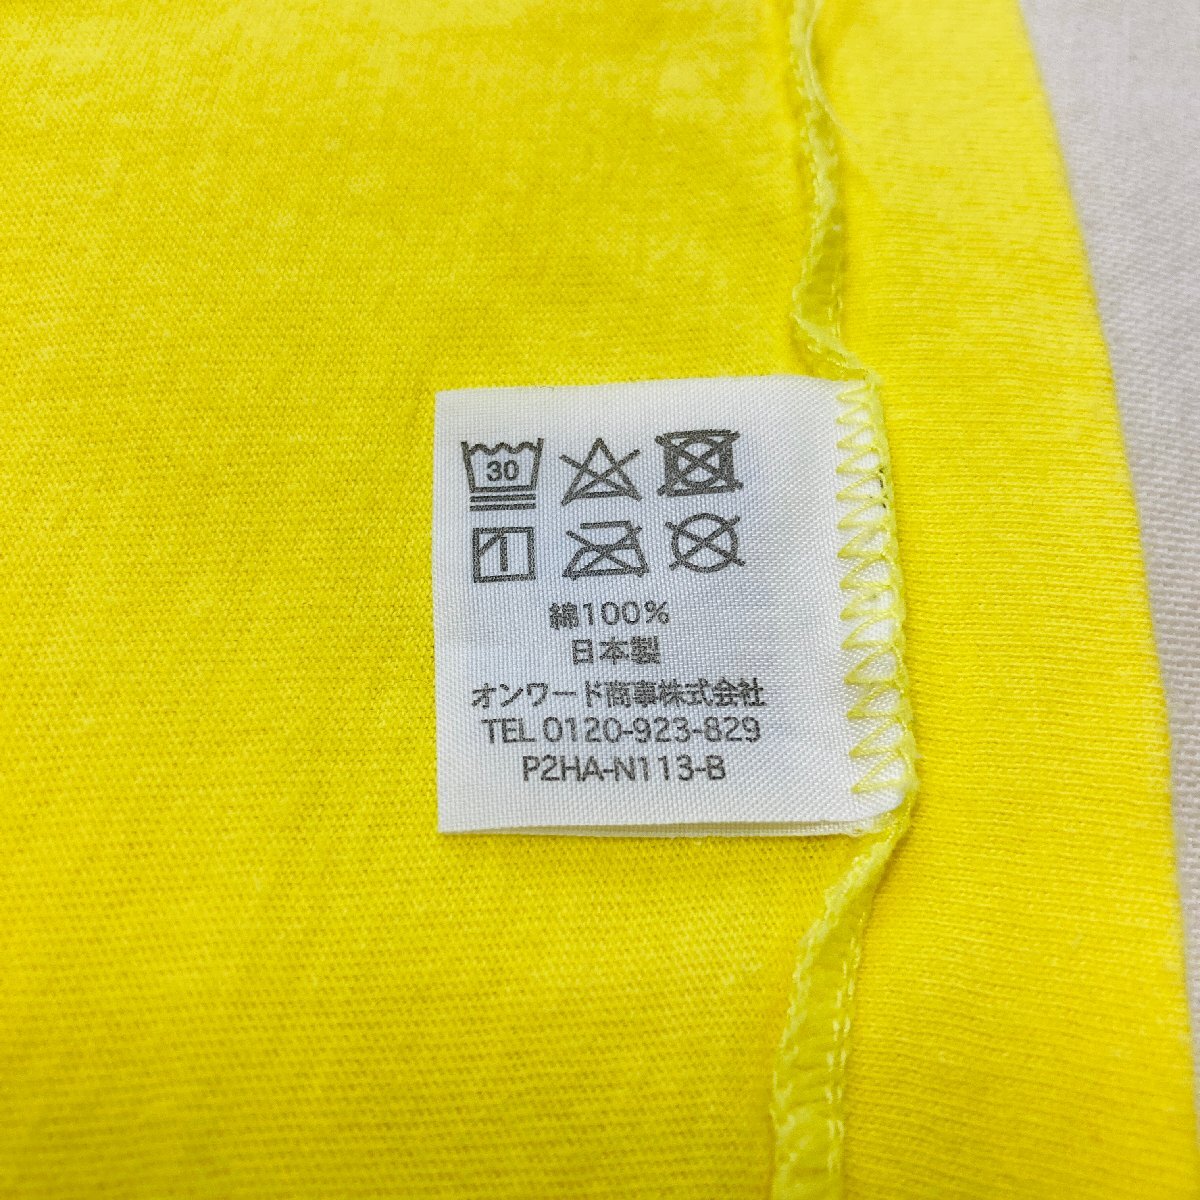 30
綿100%
日本製
オンワード商事株式会社
TEL 0120-923-829
P2HA-N113-B